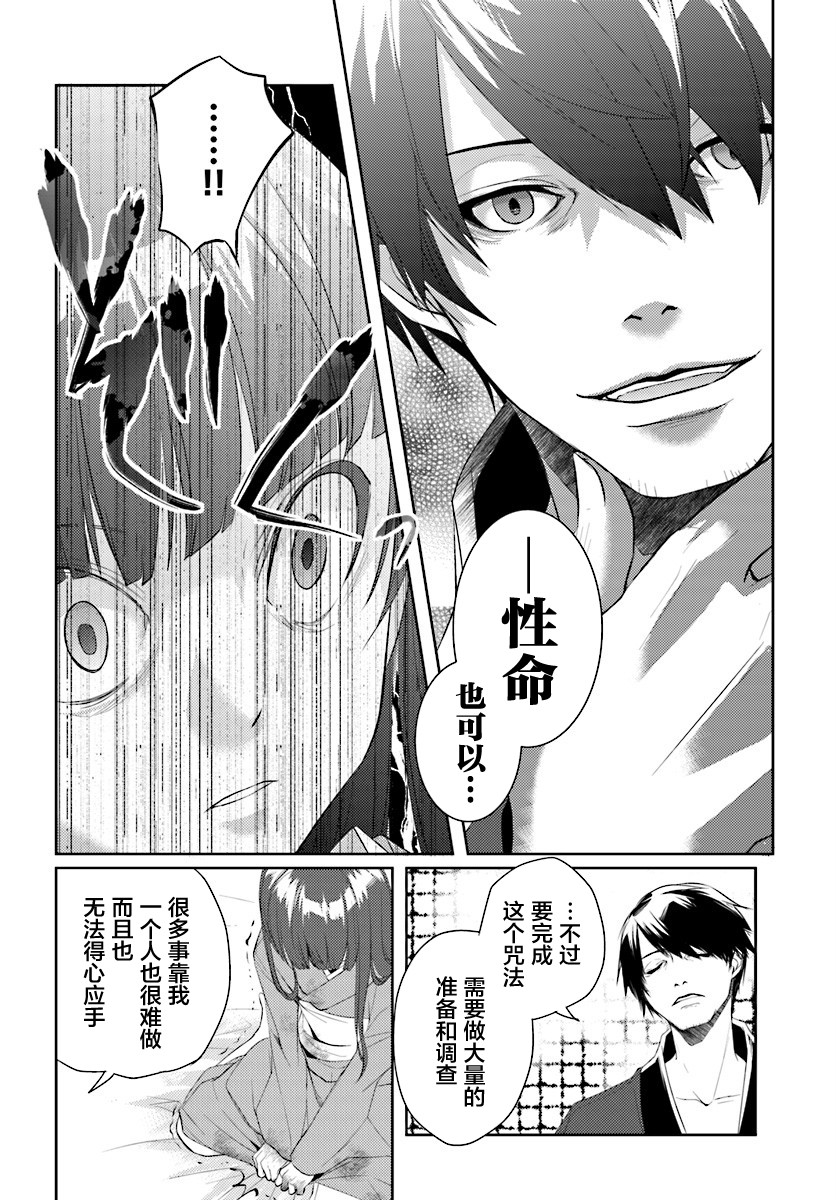 —性命
也可以…
……!!
…不过
要完成
这个咒法
需要做大量的
准备和调查
很多事靠我
一个人也很难做
而且也
无法得心应手